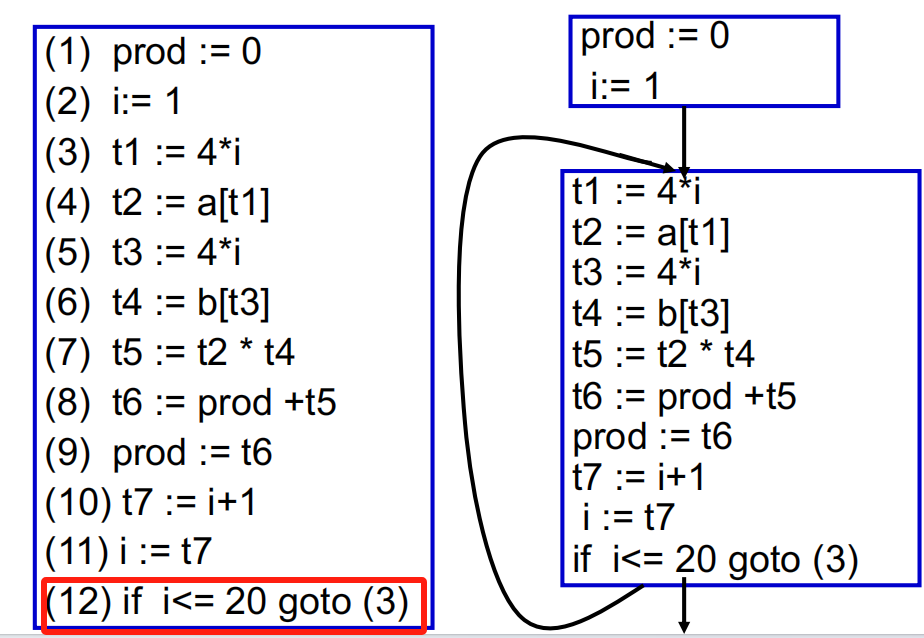 (1) prod := 0
(2) i:= 1
(3) t1 := 4*i
(4) t2 := a[t1]
(5) t3 := 4*i
(6) t4 := b[t3]
(7) t5 := t2 * t4
(8) t6 := prod +t5
(9) prod := t6
(10) t7 := i+1
(11) i := t7
(12) if i<= 20 goto (3)
prod := 0
i:= 1
t1 := 4*i
t2 := a[t1]
t3 := 4*i
t4 := b[t3]
t5 := t2 * t4
t6 := prod +t5
prod := t6
t7 := i+1
i := t7
if i<= 20 goto (3)